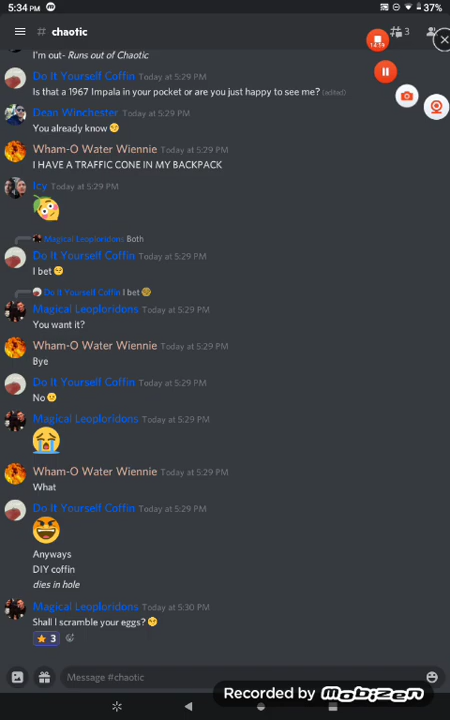 5:34 PM
37%
# chaotic
3
14:19
I'm out- Runs out of Chaotic
Do It Yourself Coffin Today at 5:29 PM
Is that a 1967 Impala in your pocket or are you just happy to see me? (edited)
Dean Winchester Today at 5:29 PM
You already know
Wham-O Water Wiennie Today at 5:29 PM
I HAVE A TRAFFIC CONE IN MY BACKPACK
Icy Today at 5:29 PM
Magical Leoploridons Both
Do It Yourself Coffin Today at 5:29 PM
I bet
Do It Yourself Coffin I bet
Magical Leoploridons Today at 5:29 PM
You want it?
Wham-O Water Wiennie Today at 5:29 PM
Bye
Do It Yourself Coffin Today at 5:29 PM
No
Magical Leoploridons Today at 5:29 PM
Wham-O Water Wiennie Today at 5:29 PM
What
Do It Yourself Coffin Today at 5:29 PM
Anyways
DIY coffin
dies in hole
Magical Leoploridons Today at 5:30 PM
Shall I scramble your eggs?
3
Message #chaotic
Recorded by MOBIZEN